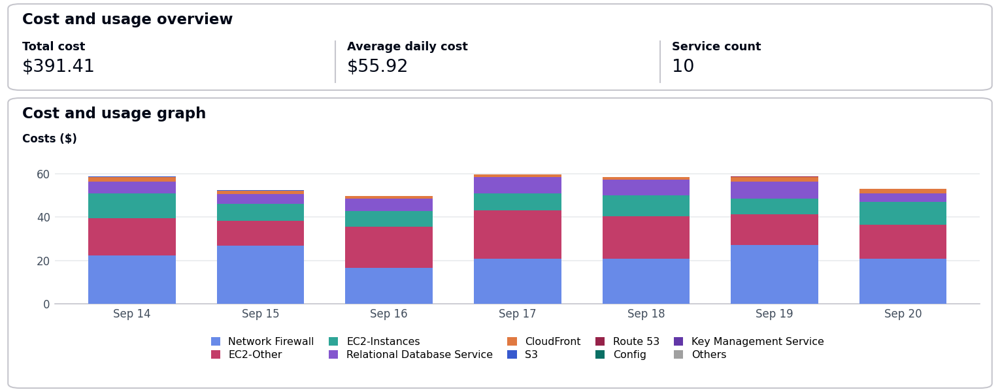 Cost and usage overview
Total cost
Average daily cost
Service count
$391.41
$55.92
10
Cost and usage graph
Costs ($)
60
40
20
0
Sep 14
Sep 15
Sep 16
Sep 17
Sep 18
Sep 19
Sep 20
Network Firewall
EC2-Instances
CloudFront
Route 53
Key Management Service
EC2-Other
Relational Database Service
S3
Config
Others